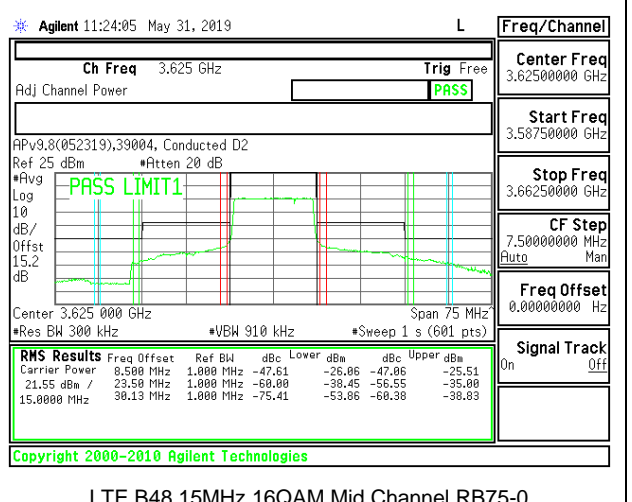 Agilent 11:24:05 May 31, 2019 L Freq/Channel
Ch Freq 3.625 GHz Trig Free
Adj Channel Power PASS
Center Freq
3.62500000 GHz
Start Freq
3.58750000 GHz
Stop Freq
3.66250000 GHz
CF Step
7.50000000 MHz
Auto Man
Freq Offset
0.00000000 Hz
Signal Track
On Off
APv9.8(052319),39004, Conducted D2
Ref 25 dBm #Atten 20 dB
#Avg
Log
10
dB/
Offst
15.2
dB
PASS LIMIT1
Center 3.625 000 GHz Span 75 MHz^
#Res BW 300 kHz #VBW 910 kHz #Sweep 1 s (601 pts)
RMS Results Freq Offset Ref BW dBc Lower dBm dBc Upper dBm
Carrier Power 8.500 MHz 1.000 MHz -47.61 -26.06 -47.06 -25.51
21.55 dBm / 23.50 MHz 1.000 MHz -60.00 -38.45 -56.55 -35.00
15.0000 MHz 30.13 MHz 1.000 MHz -75.41 -53.86 -60.38 -38.83
Copyright 2000-2010 Agilent Technologies
LTE B48 15MHz 16QAM Mid Channel RB75-0